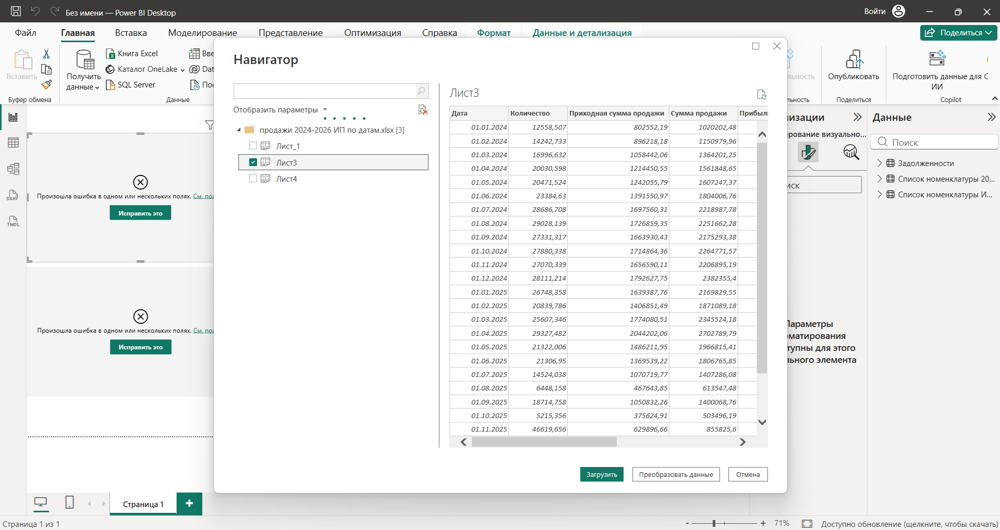 Без имени — Power BI Desktop
Войти
Файл
Главная
Вставка
Моделирование
Представление
Оптимизация
Справка
Формат
Данные и детализация
Поделиться
Вставить
Буфер обмена
Получить данные
Книга Excel
Каталог OneLake
SQL Server
Данные
Опубликовать
Поделиться
Подготовить данные для
ИИ
Copilot
Навигатор
Отобразить параметры
продажи 2024-2026 ИП по датам.xlsx [3]
Лист_1
Лист3
Лист4
Лист3
Дата Количество Приходная сумма продажи Сумма продажи
01.01.2024 12558,507 802552,19 1020202,48
01.02.2024 14242,733 896218,18 1150979,96
01.03.2024 16996,632 1058442,06 1364201,25
01.04.2024 20030,598 1214450,55 1561848,65
01.05.2024 20471,524 1242055,79 1607247,37
01.06.2024 23384,63 1391550,97 1804006,76
01.07.2024 28686,708 1697560,31 2218987,78
01.08.2024 29028,139 1726859,35 2251662,28
01.09.2024 27331,317 1663930,43 2175293,38
01.10.2024 27880,338 1714864,36 2264771,57
01.11.2024 27070,339 1656590,11 2206895,19
01.12.2024 28111,214 1792627,75 2382355,4
01.01.2025 26748,358 1639387,76 2169829,55
01.02.2025 20839,786 1406851,49 1871089,18
01.03.2025 25607,346 1774080,51 2345524,18
01.04.2025 29327,482 2044202,06 2702789,79
01.05.2025 21322,006 1486211,95 1966815,41
01.06.2025 21306,95 1369539,22 1806765,85
01.07.2025 14524,038 1070719,77 1407286,08
01.08.2025 6448,158 467643,85 613547,48
01.09.2025 18714,758 1050832,26 1400068,76
01.10.2025 5215,356 375624,91 503496,19
01.11.2025 46619,656 629896,66 855825,6
Загрузить
Преобразовать данные
Отмена
Произошла ошибка в одном или нескольких полях. См.
Исправить это
Произошла ошибка в одном или нескольких полях. См.
Исправить это
DAX
TMDL
Данные
Поиск
Задолженности
Список номенклатуры 20...
Список номенклатуры И...
Параметры
для этого
элемента
Страница 1
Страница 1 из 1
- + 71%
Доступно обновление (щелкните, чтобы скачать)